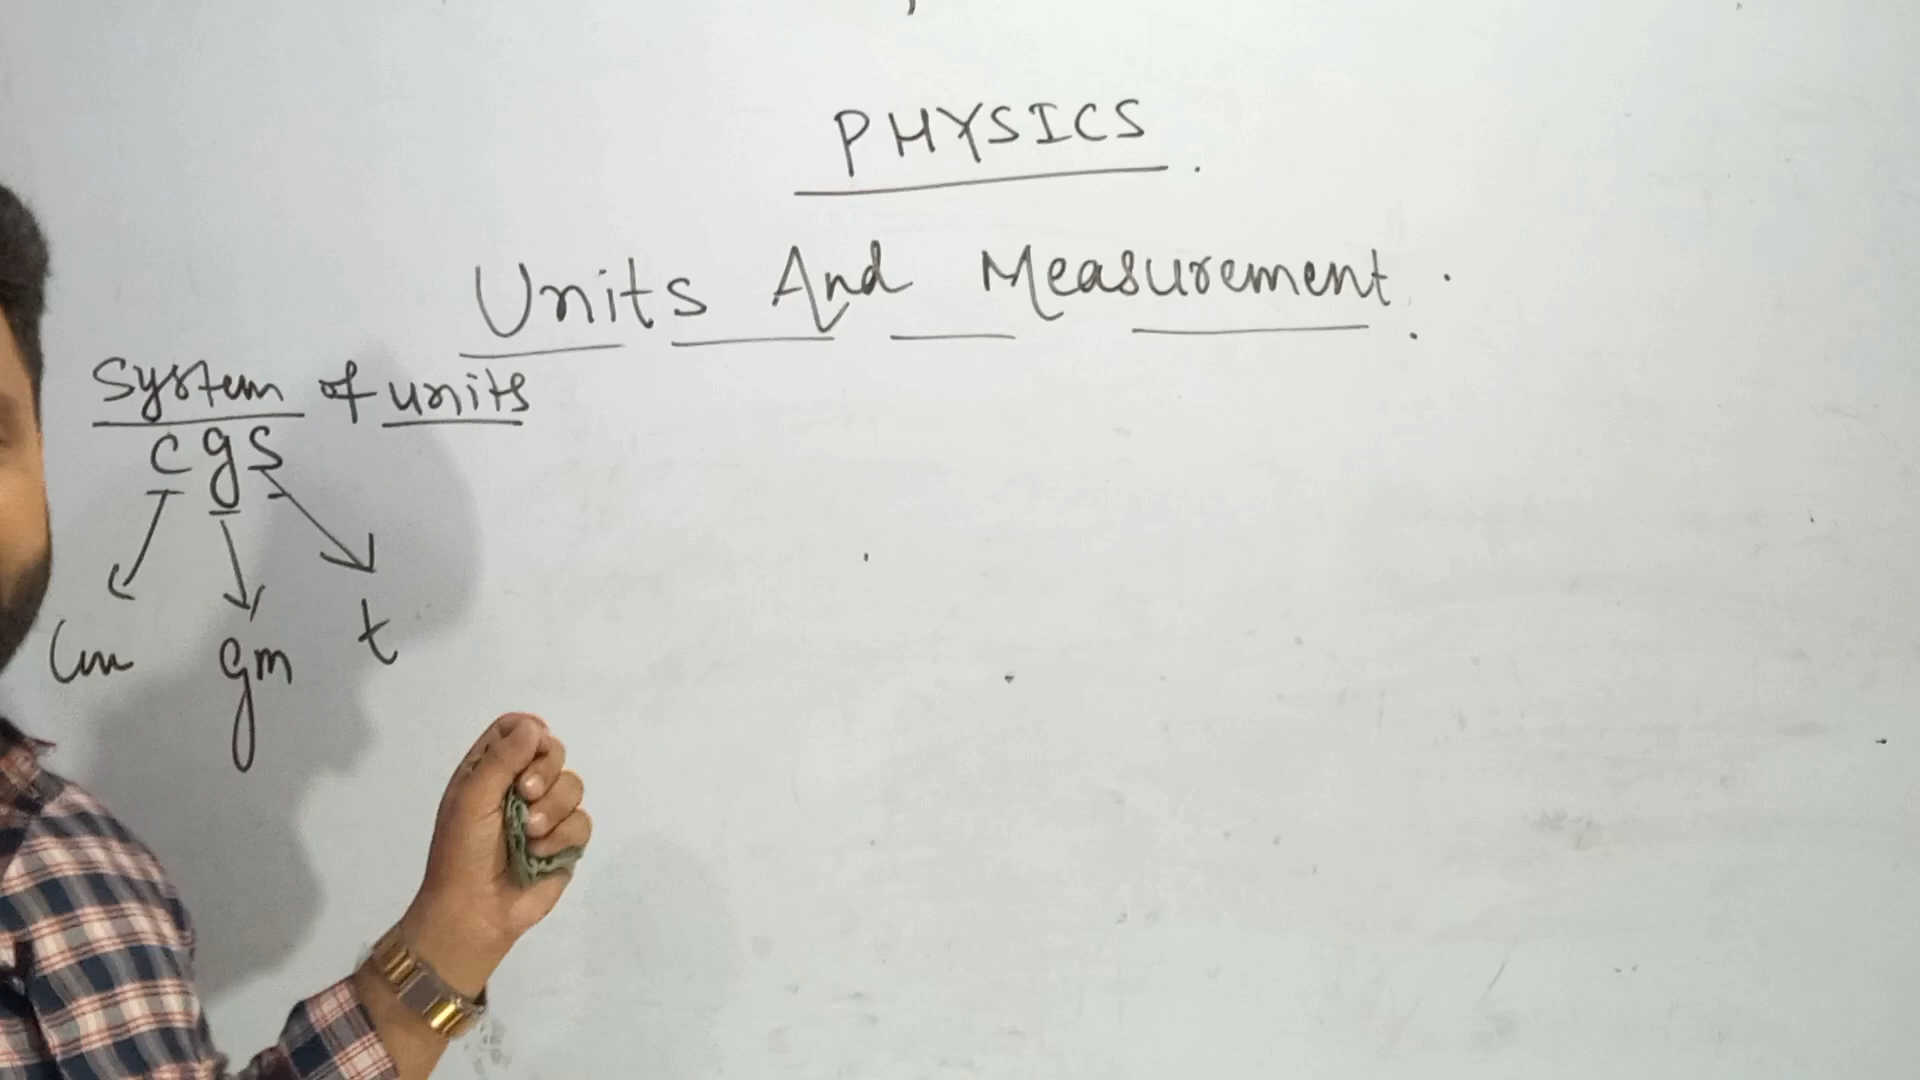 PHYSICS.
Units And Measurement.
System of units
cgs
cm gm t